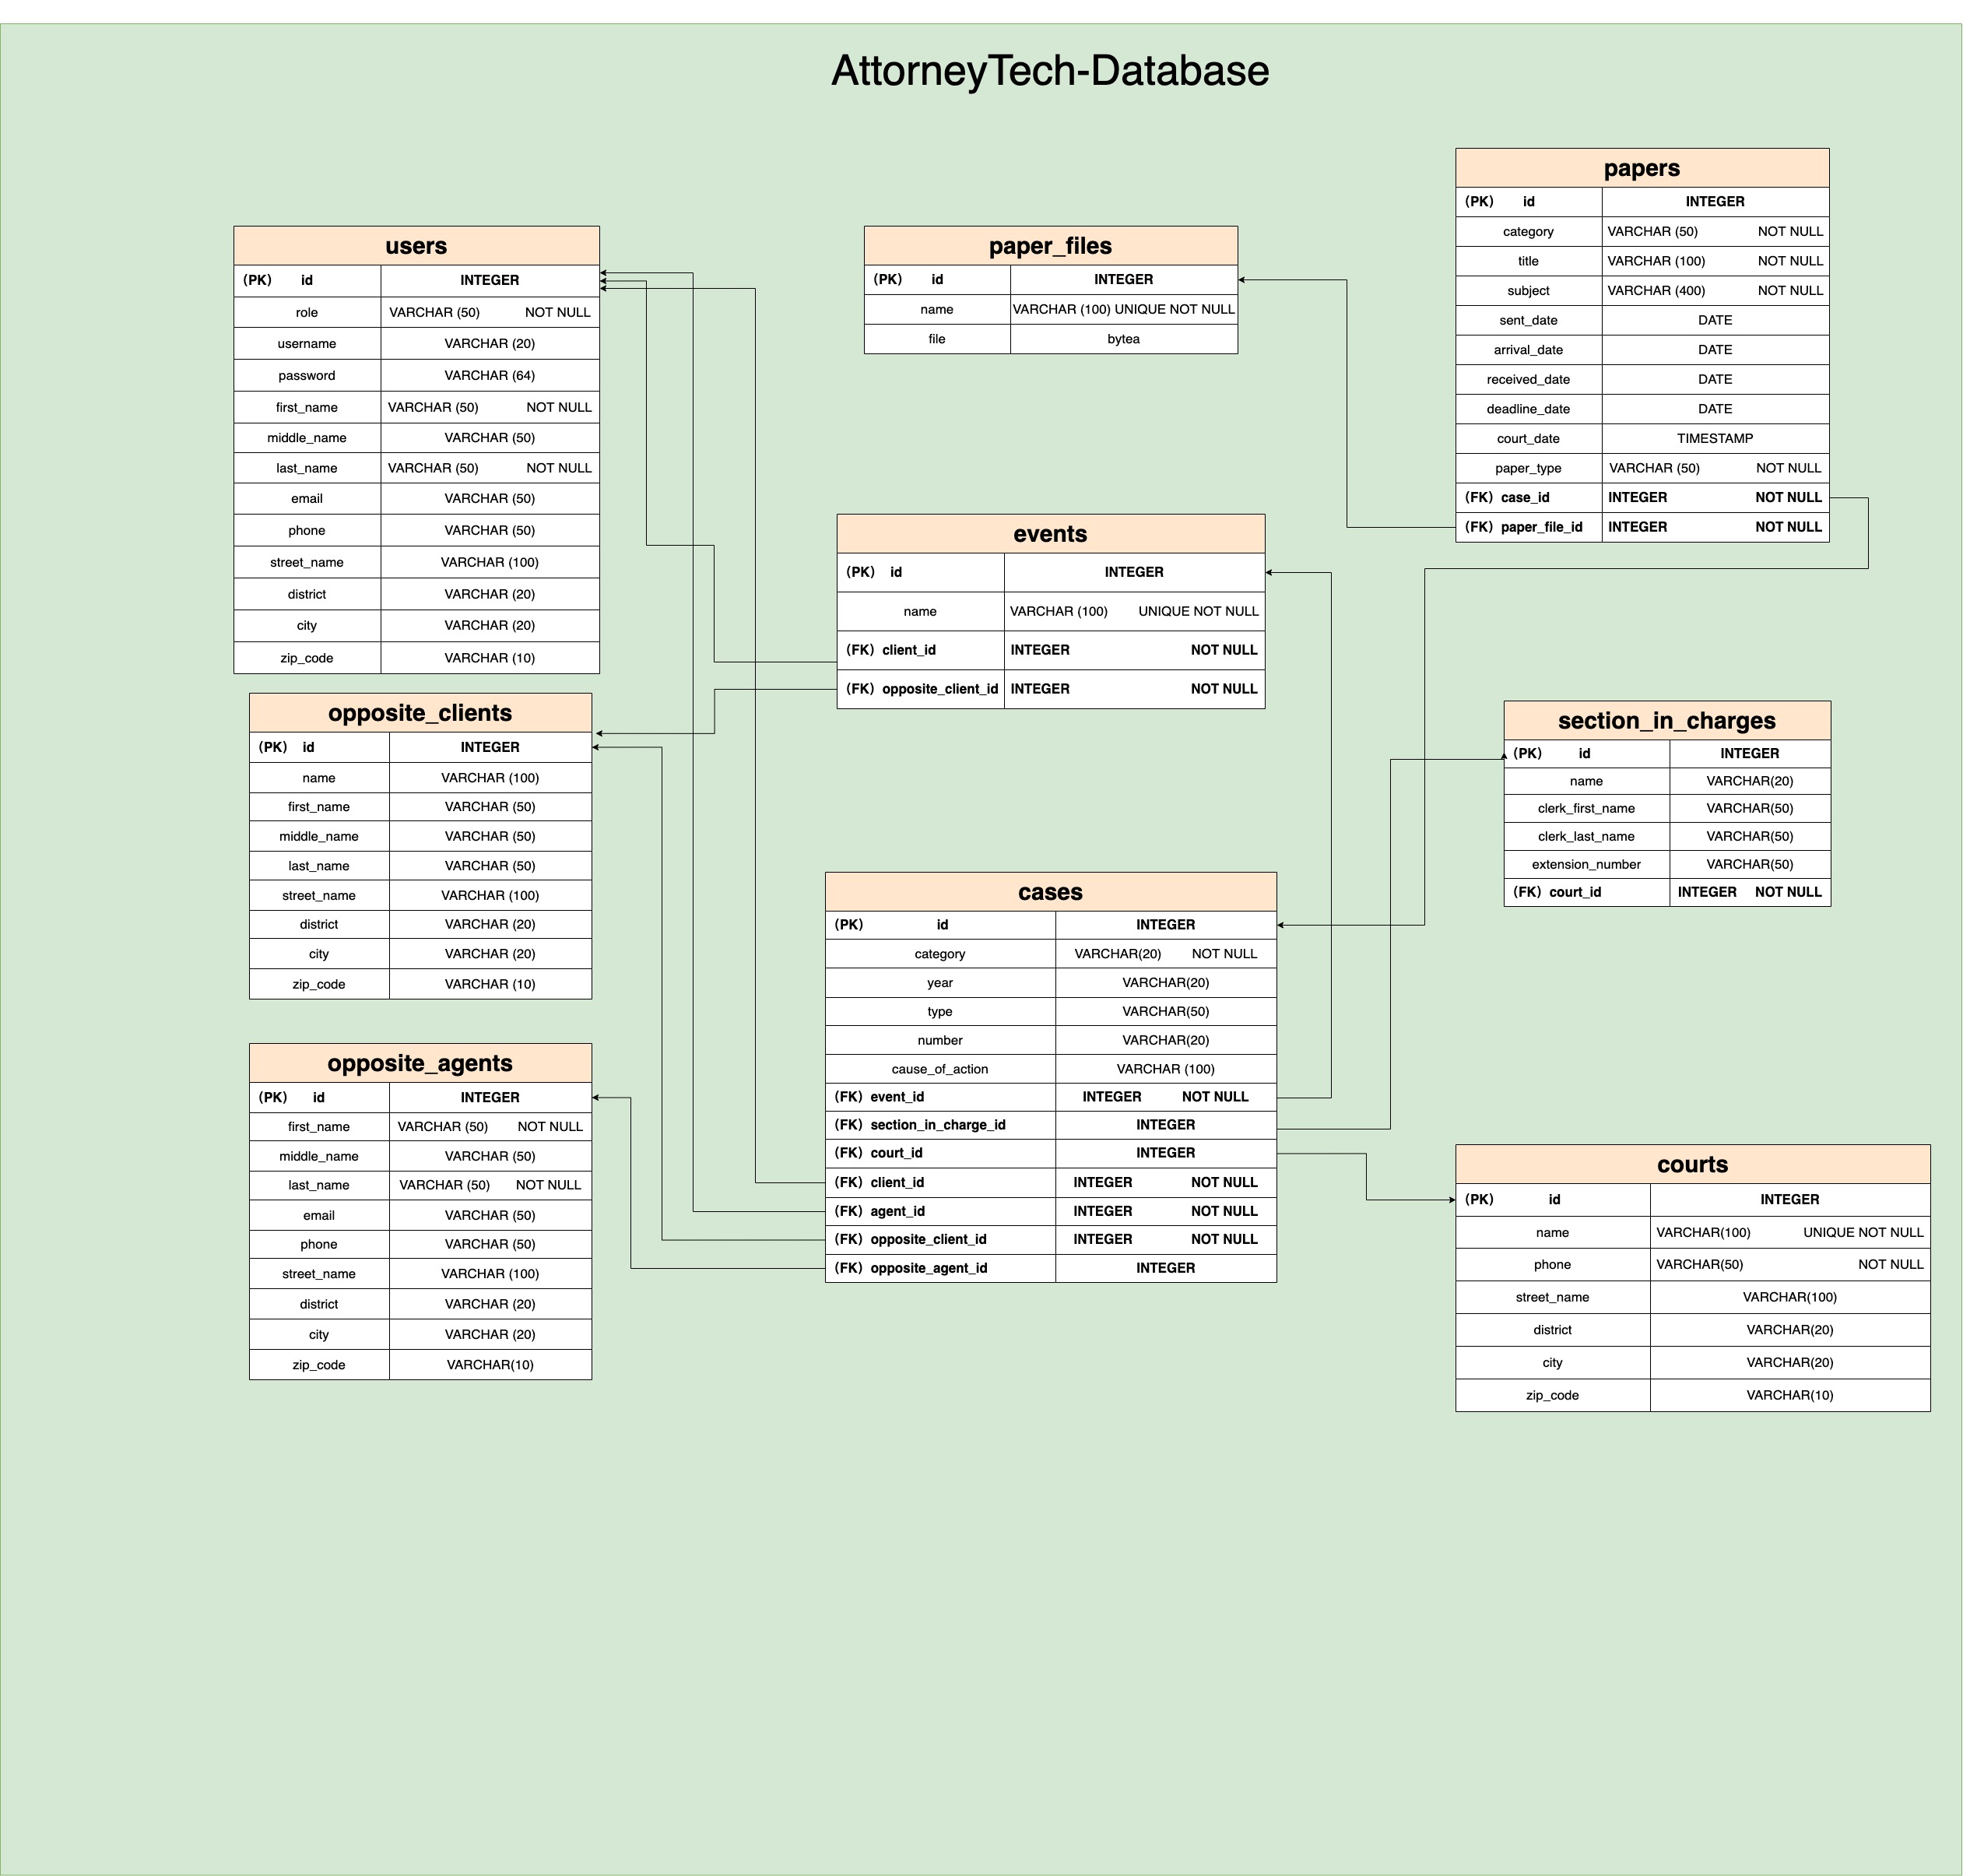 AttorneyTech-Database
users
(PK) id INTEGER
role VARCHAR (50) NOT NULL
username VARCHAR (20)
password VARCHAR (64)
first_name VARCHAR (50) NOT NULL
middle_name VARCHAR (50)
last_name VARCHAR (50) NOT NULL
email VARCHAR (50)
phone VARCHAR (50)
street_name VARCHAR (100)
district VARCHAR (20)
city VARCHAR (20)
zip_code VARCHAR (10)
opposite_clients
(PK) id INTEGER
name VARCHAR (100)
first_name VARCHAR (50)
middle_name VARCHAR (50)
last_name VARCHAR (50)
street_name VARCHAR (100)
district VARCHAR (20)
city VARCHAR (20)
zip_code VARCHAR (10)
opposite_agents
(PK) id INTEGER
first_name VARCHAR (50) NOT NULL
middle_name VARCHAR (50)
last_name VARCHAR (50) NOT NULL
email VARCHAR (50)
phone VARCHAR (50)
street_name VARCHAR (100)
district VARCHAR (20)
city VARCHAR (20)
zip_code VARCHAR(10)
paper_files
(PK) id INTEGER
name VARCHAR (100) UNIQUE NOT NULL
file bytea
events
(PK) id INTEGER
name VARCHAR (100) UNIQUE NOT NULL
(FK) client_id INTEGER NOT NULL
(FK) opposite_client_id INTEGER NOT NULL
cases
(PK) id INTEGER
category VARCHAR(20) NOT NULL
year VARCHAR(20)
type VARCHAR(50)
number VARCHAR(20)
cause_of_action VARCHAR (100)
(FK) event_id INTEGER NOT NULL
(FK) section_in_charge_id INTEGER
(FK) court_id INTEGER
(FK) client_id INTEGER NOT NULL
(FK) agent_id INTEGER NOT NULL
(FK) opposite_client_id INTEGER NOT NULL
(FK) opposite_agent_id INTEGER
papers
(PK) id INTEGER
category VARCHAR (50) NOT NULL
title VARCHAR (100) NOT NULL
subject VARCHAR (400) NOT NULL
sent_date DATE
arrival_date DATE
received_date DATE
deadline_date DATE
court_date TIMESTAMP
paper_type VARCHAR (50) NOT NULL
(FK) case_id INTEGER NOT NULL
(FK) paper_file_id INTEGER NOT NULL
section_in_charges
(PK) id INTEGER
name VARCHAR(20)
clerk_first_name VARCHAR(50)
clerk_last_name VARCHAR(50)
extension_number VARCHAR(50)
(FK) court_id INTEGER NOT NULL
courts
(PK) id INTEGER
name VARCHAR(100) UNIQUE NOT NULL
phone VARCHAR(50) NOT NULL
street_name VARCHAR(100)
district VARCHAR(20)
city VARCHAR(20)
zip_code VARCHAR(10)